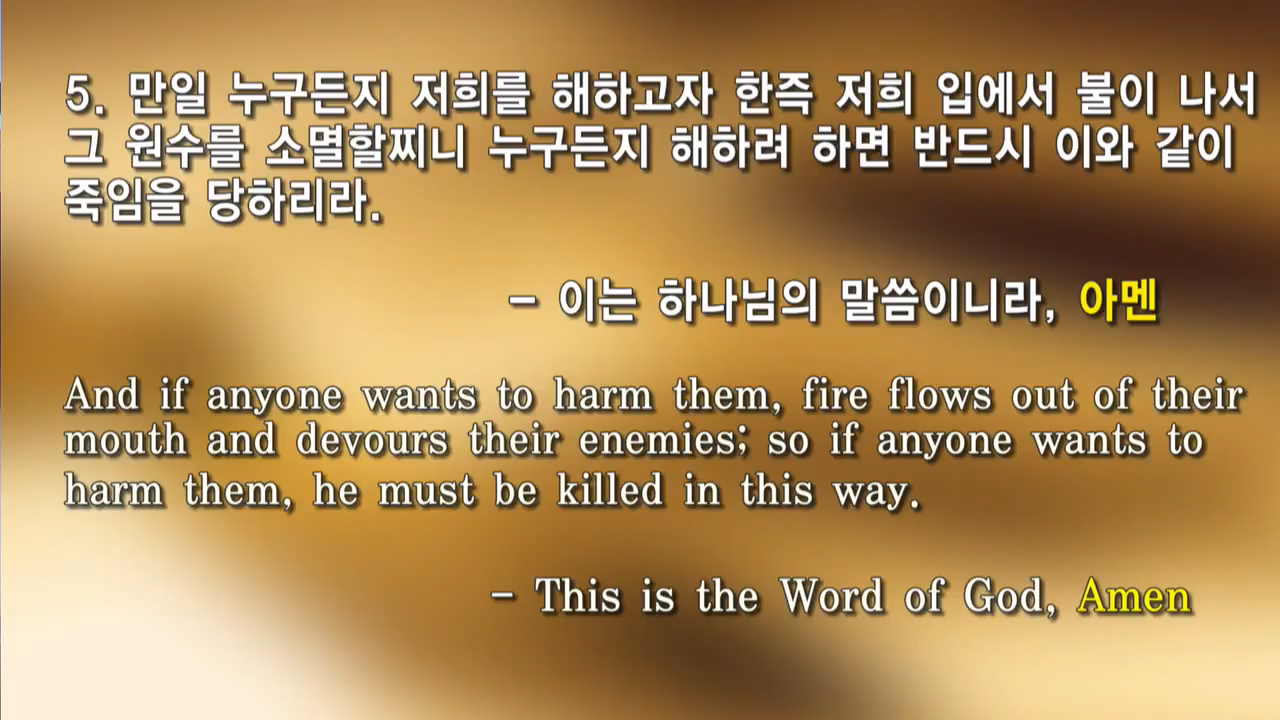 5. 만일 누구든지 저희를 해하고자 한즉 저희 입에서 불이 나서
그 원수를 소멸할찌니 누구든지 해하려 하면 반드시 이와 같이
죽임을 당하리라.
- 이는 하나님의 말씀이니라, 아멘
And if anyone wants to harm them, fire flows out of their
mouth and devours their enemies; so if anyone wants to
harm them, he must be killed in this way.
- This is the Word of God, Amen